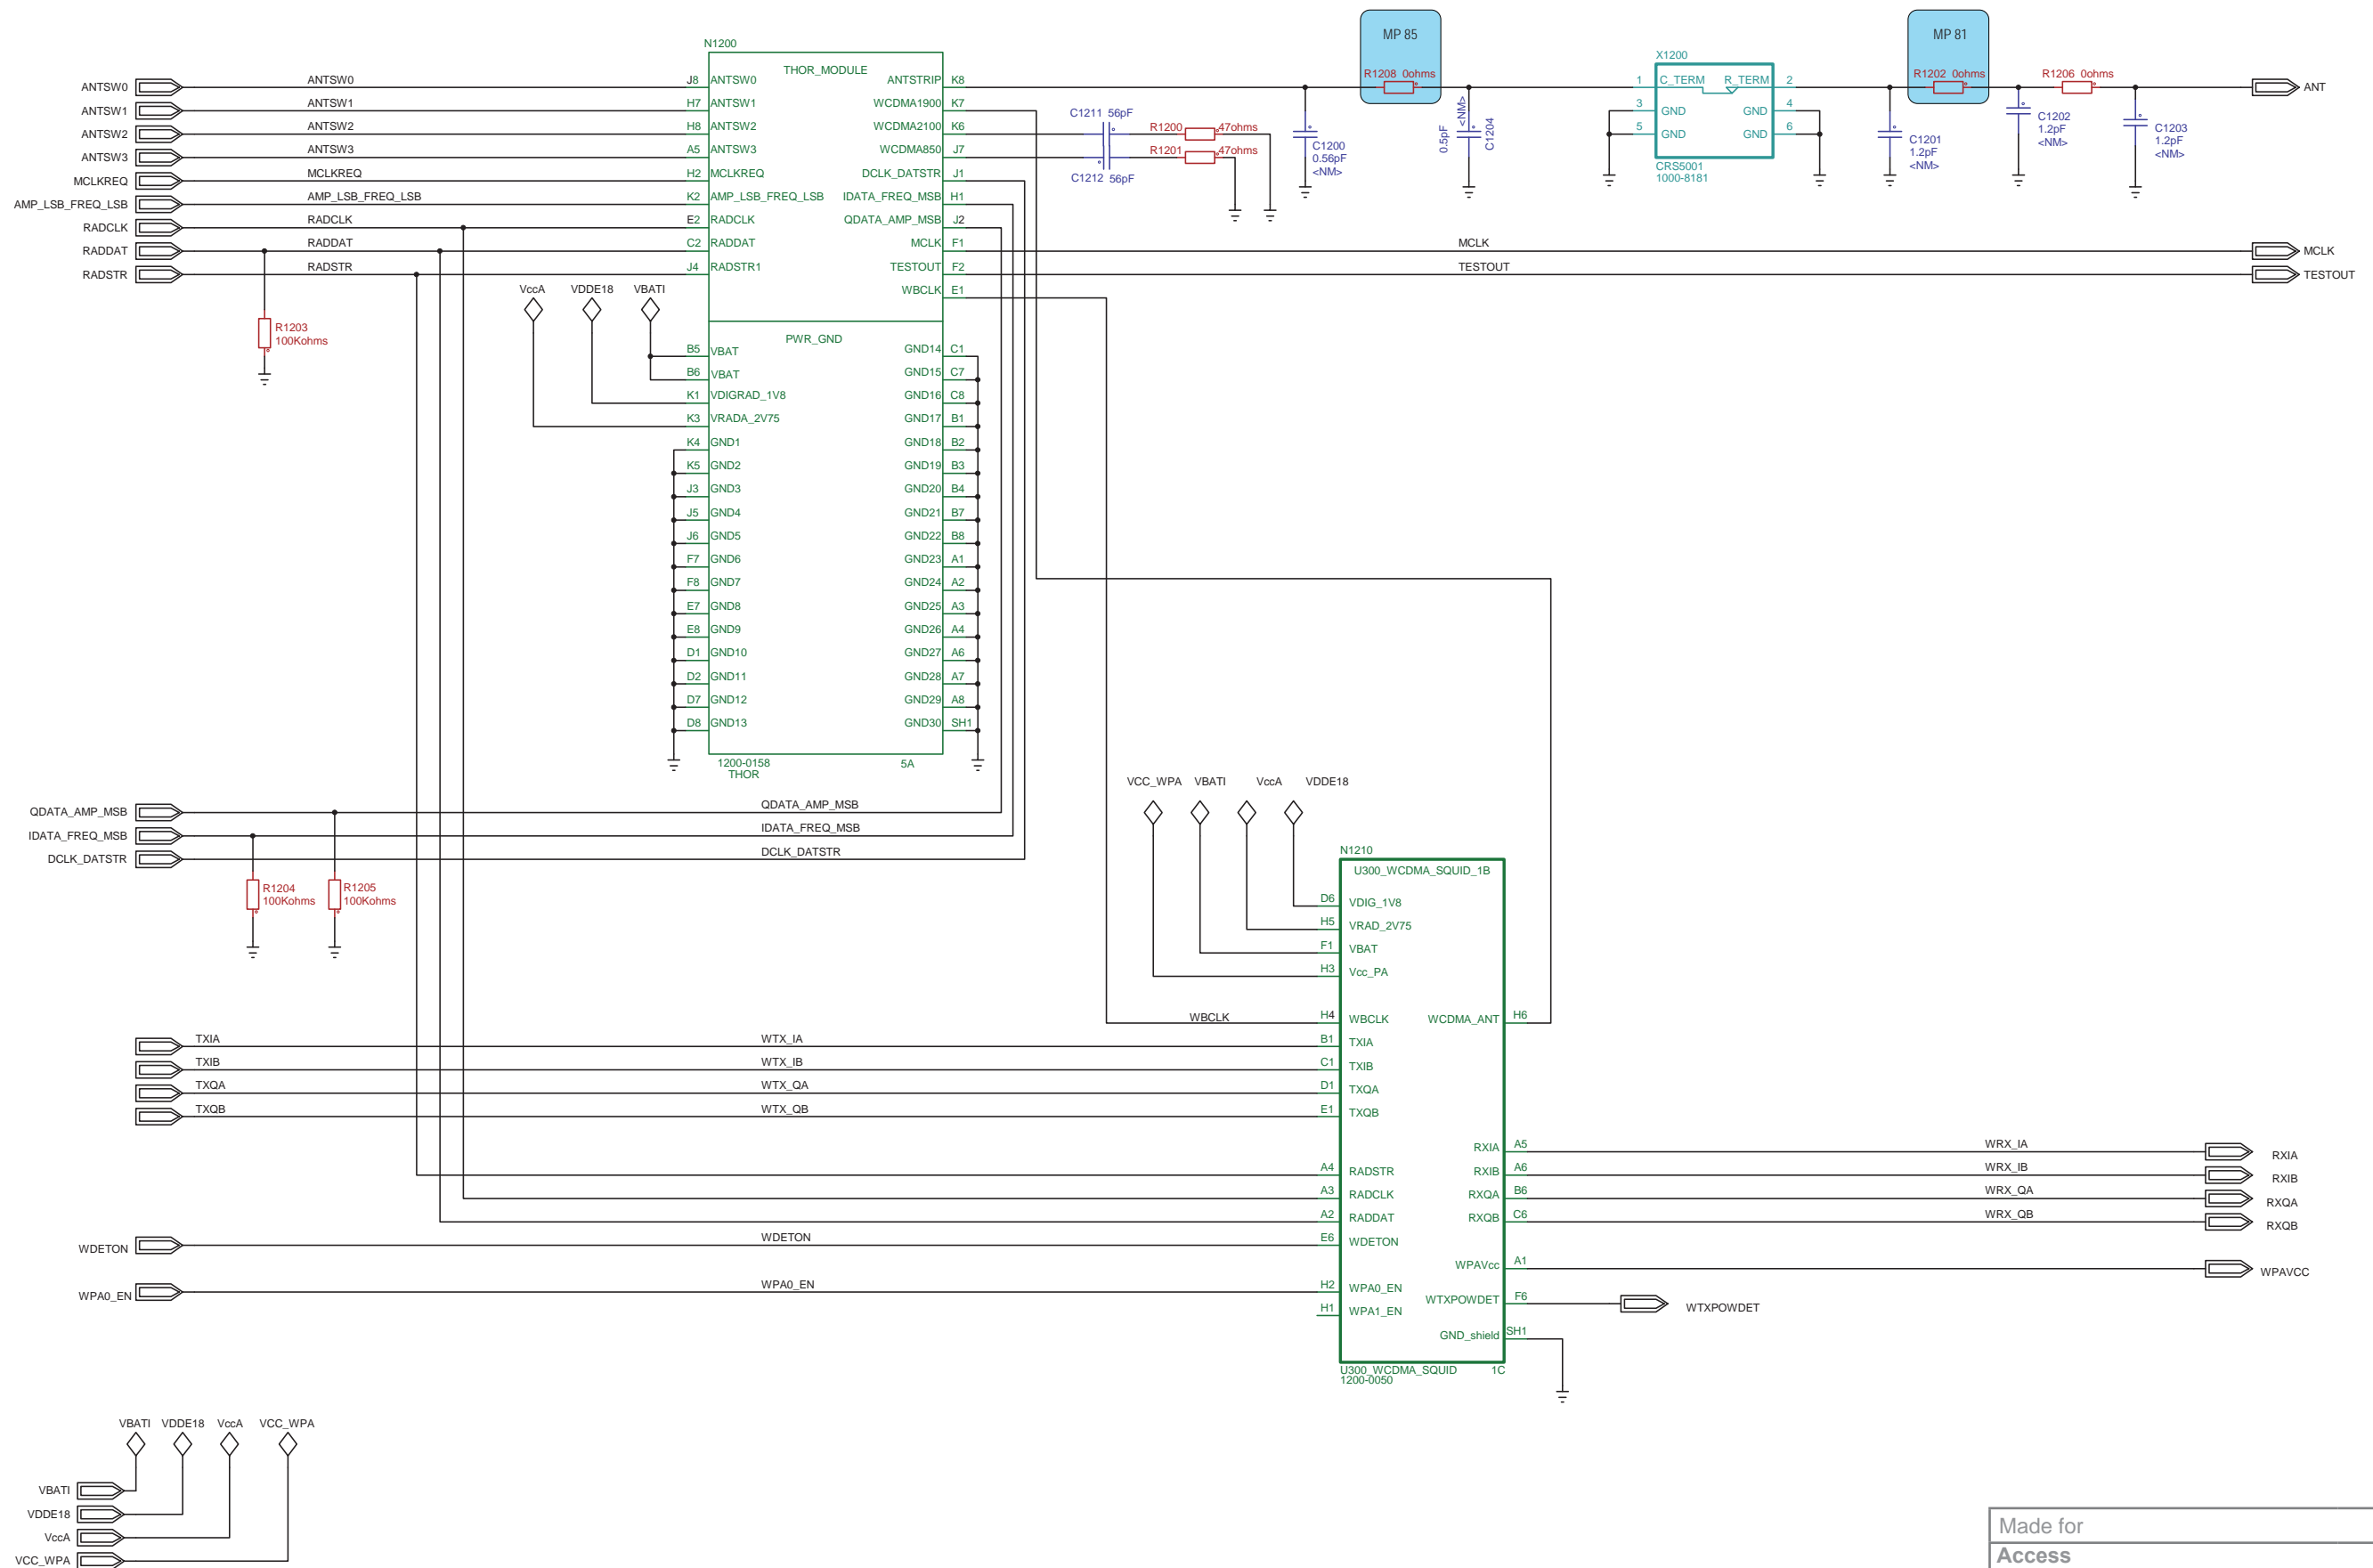 MP 85
MP 81
N1200
THOR_MODULE
X1200
R1208 0ohms
R1202 0ohms
R1206 0ohms
ANTSW0 ANTSW0 J8 ANTSW0 ANTSTRIP K8
1 C_TERM R_TERM 2
ANT
ANTSW1 ANTSW1 H7 ANTSW1 WCDMA1900 K7
3 GND GND 4
ANTSW2 ANTSW2 H8 ANTSW2 WCDMA2100 K6
C1211 56pF
R1200 47ohms
5 GND GND 6
ANTSW3 ANTSW3 A5 ANTSW3 WCDMA850 J7
R1201 47ohms
C1212 56pF
C1200
0.56pF
<NM>
0.5pF
<NM>
C1204
CRS5001
1000-8181
C1201
1.2pF
<NM>
C1202
1.2pF
<NM>
C1203
1.2pF
<NM>
MCLKREQ MCLKREQ H2 MCLKREQ DCLK_DATSTR J1
AMP_LSB_FREQ_LSB AMP_LSB_FREQ_LSB K2 AMP_LSB_FREQ_LSB IDATA_FREQ_MSB H1
RADCLK RADCLK E2 RADCLK QDATA_AMP_MSB J2
RADDAT RADDAT C2 RADDAT MCLK F1 MCLK MCLK
RADSTR RADSTR J4 RADSTR1 TESTOUT F2 TESTOUT TESTOUT
WBCLK E1
VccA VDDE18 VBATI
R1203
100Kohms
PWR_GND
B5 VBAT GND14 C1
B6 VBAT GND15 C7
K1 VDIGRAD_1V8 GND16 C8
K3 VRADA_2V75 GND17 B1
K4 GND1 GND18 B2
K5 GND2 GND19 B3
J3 GND3 GND20 B4
J5 GND4 GND21 B7
J6 GND5 GND22 B8
F7 GND6 GND23 A1
F8 GND7 GND24 A2
E7 GND8 GND25 A3
E8 GND9 GND26 A4
D1 GND10 GND27 A6
D2 GND11 GND28 A7
D7 GND12 GND29 A8
D8 GND13 GND30 SH1
1200-0158 5A
THOR
VCC_WPA VBATI VccA VDDE18
QDATA_AMP_MSB QDATA_AMP_MSB
IDATA_FREQ_MSB IDATA_FREQ_MSB
DCLK_DATSTR DCLK_DATSTR
R1204
100Kohms
R1205
100Kohms
N1210
U300_WCDMA_SQUID_1B
D6 VDIG_1V8
H5 VRAD_2V75
F1 VBAT
H3 Vcc_PA
WBCLK H4 WBCLK WCDMA_ANT H6
TXIA WTX_IA B1 TXIA
TXIB WTX_IB C1 TXIB
TXQA WTX_QA D1 TXQA
TXQB WTX_QB E1 TXQB
RXIA A5 WRX_IA RXIA
A4 RADSTR RXIB A6 WRX_IB RXIB
A3 RADCLK RXQA B6 WRX_QA RXQA
A2 RADDAT RXQB C6 WRX_QB RXQB
WDETON WDETON E6 WDETON
WPAVcc A1 WPAVCC
WPA0_EN WPA0_EN H2 WPA0_EN
WTXPOWDET F6 WTXPOWDET
H1 WPA1_EN
GND_shield SH1
U300_WCDMA_SQUID 1C
1200-0050
VBATI VDDE18 VccA VCC_WPA
VBATI
VDDE18
VccA
VCC_WPA
Made for
Access